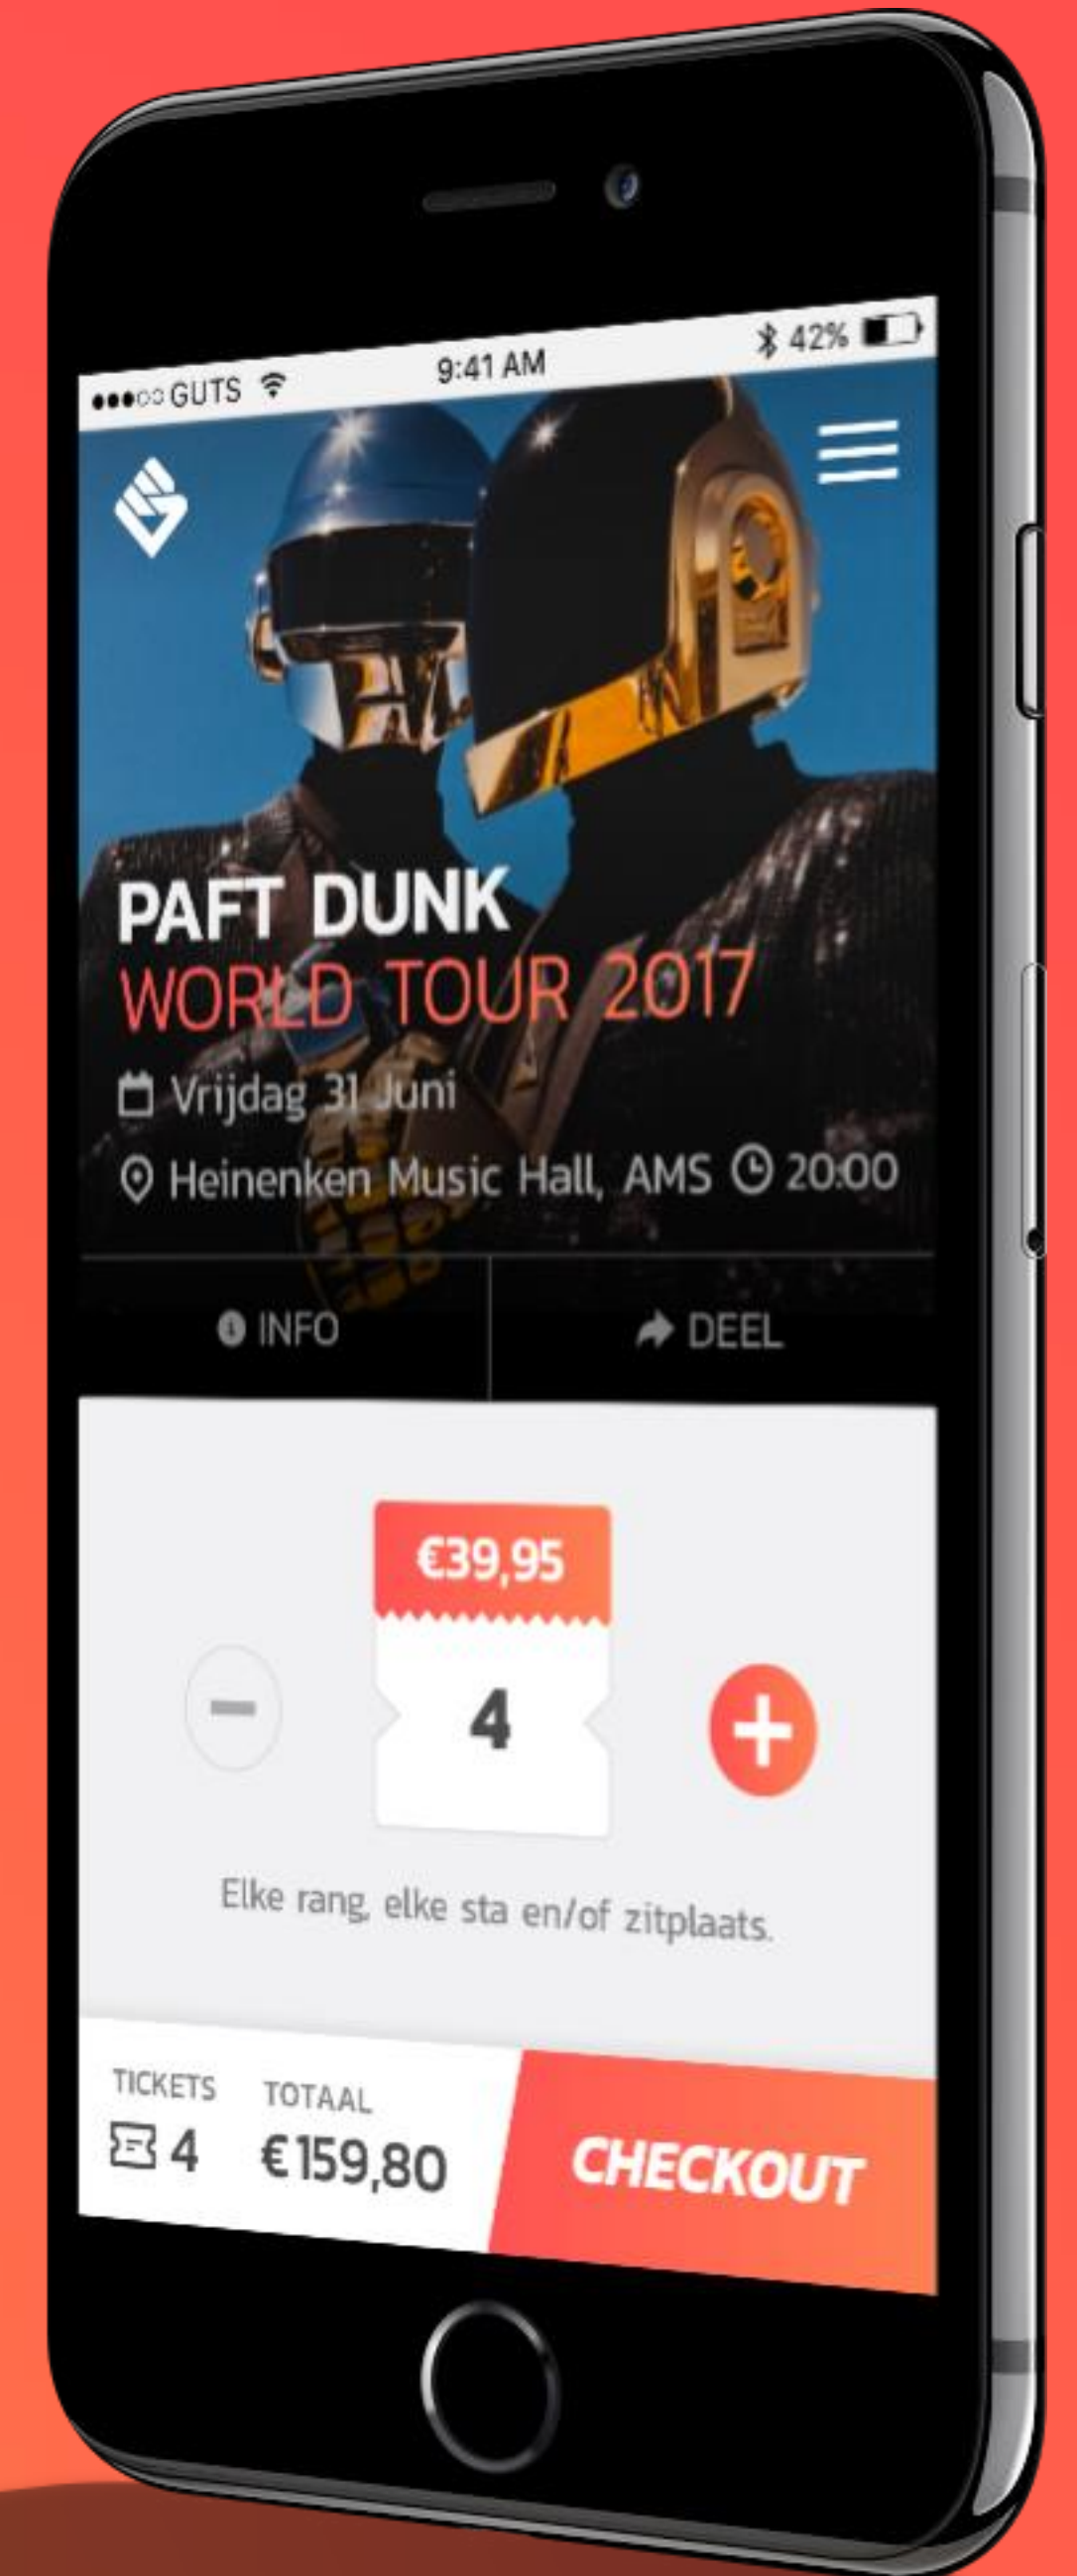 GUTS 9:41 AM 42%
PAFT DUNK
WORLD TOUR 2017
Vrijdag 31 Juni
Heinenken Music Hall, AMS 20:00
INFO DEEL
€39,95
4
Elke rang, elke sta en/of zitplaats.
TICKETS TOTAAL
4 €159,80
CHECKOUT